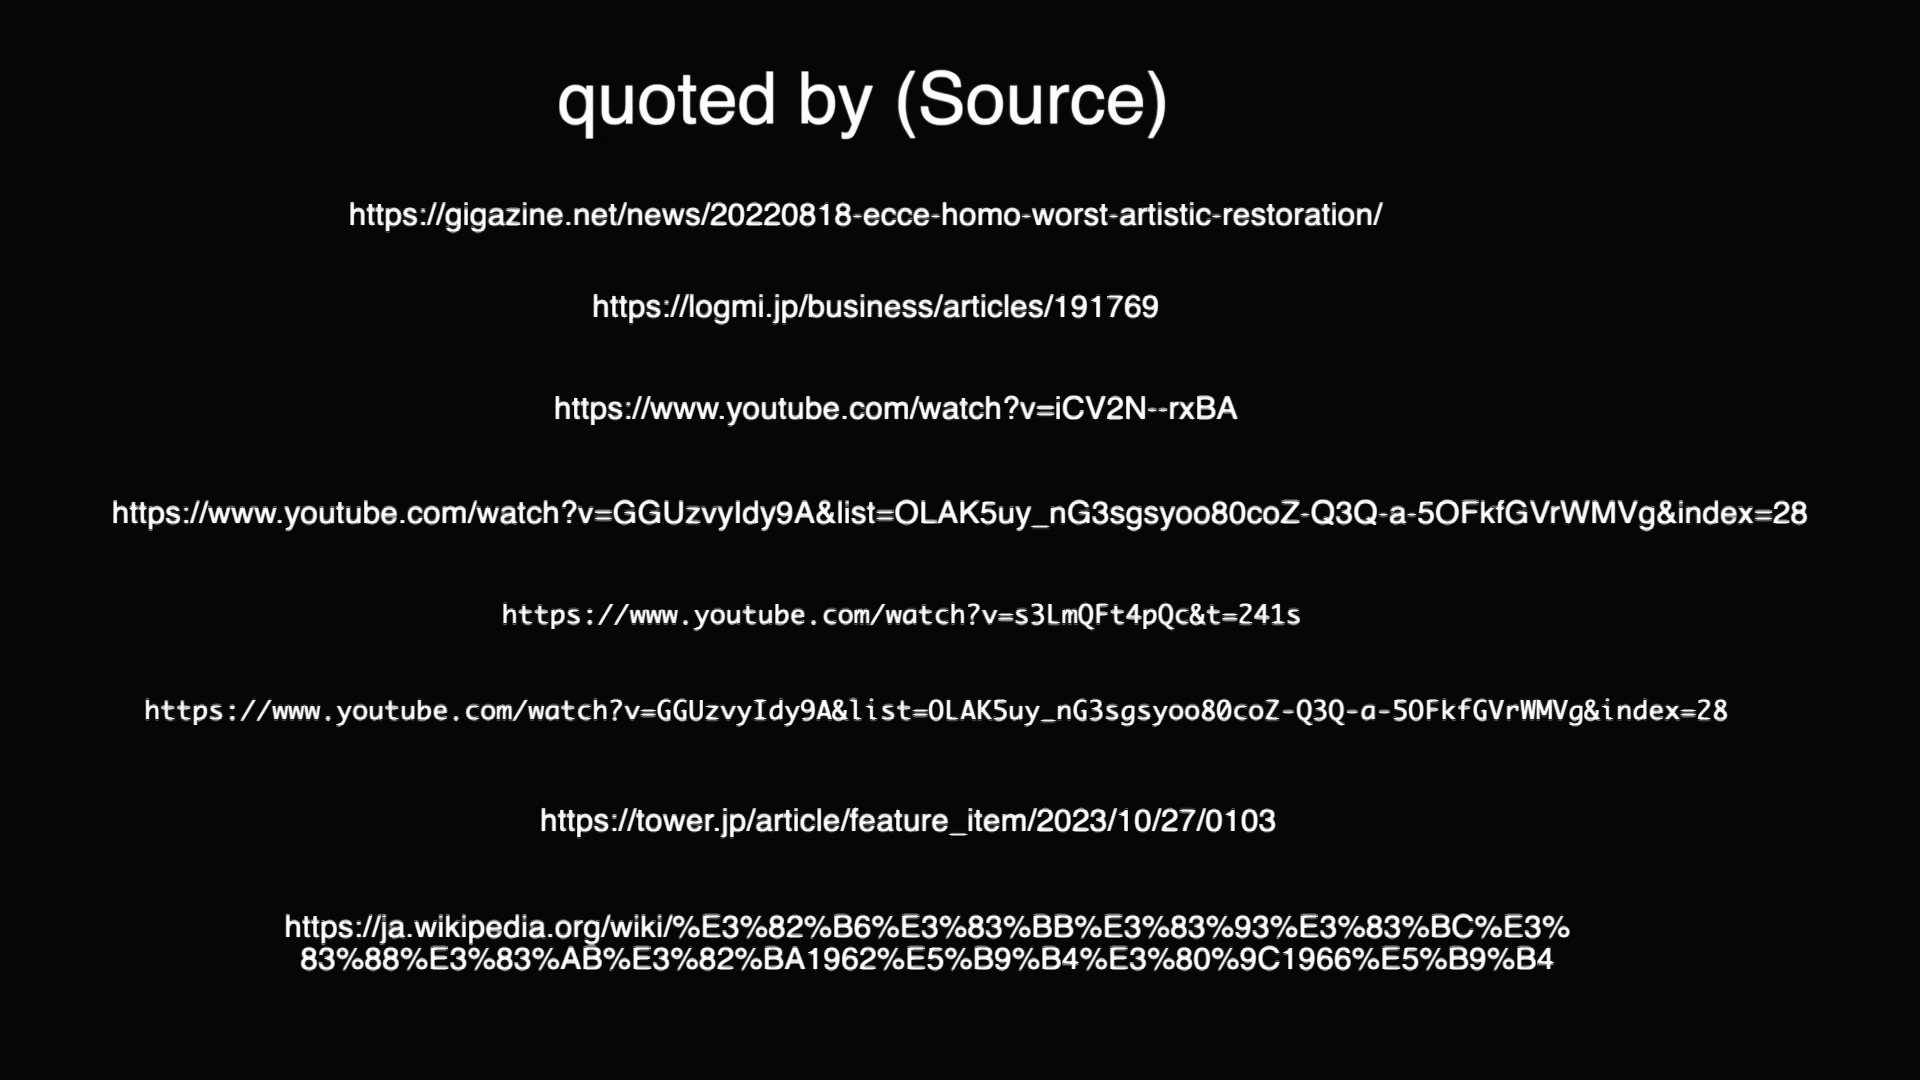 quoted by (Source)
https://gigazine.net/news/20220818-ecce-homo-worst-artistic-restoration/
https://logmi.jp/business/articles/191769
https://www.youtube.com/watch?v=iCV2N--rxBA
https://www.youtube.com/watch?v=GGUzvyIdy9A&list=OLAK5uy_nG3sgsyoo80coZ-Q3Q-a-5OFkfGVrWMVg&index=28
https://www.youtube.com/watch?v=s3LmQFt4pQc&t=241s
https://www.youtube.com/watch?v=GGUzvyIdy9A&list=OLAK5uy_nG3sgsyoo80coZ-Q3Q-a-5OFkfGVrWMVg&index=28
https://tower.jp/article/feature_item/2023/10/27/0103
https://ja.wikipedia.org/wiki/%E3%82%B6%E3%83%BB%E3%83%93%E3%83%BC%E3%
83%88%E3%83%AB%E3%82%BA1962%E5%B9%B4%E3%80%9C1966%E5%B9%B4